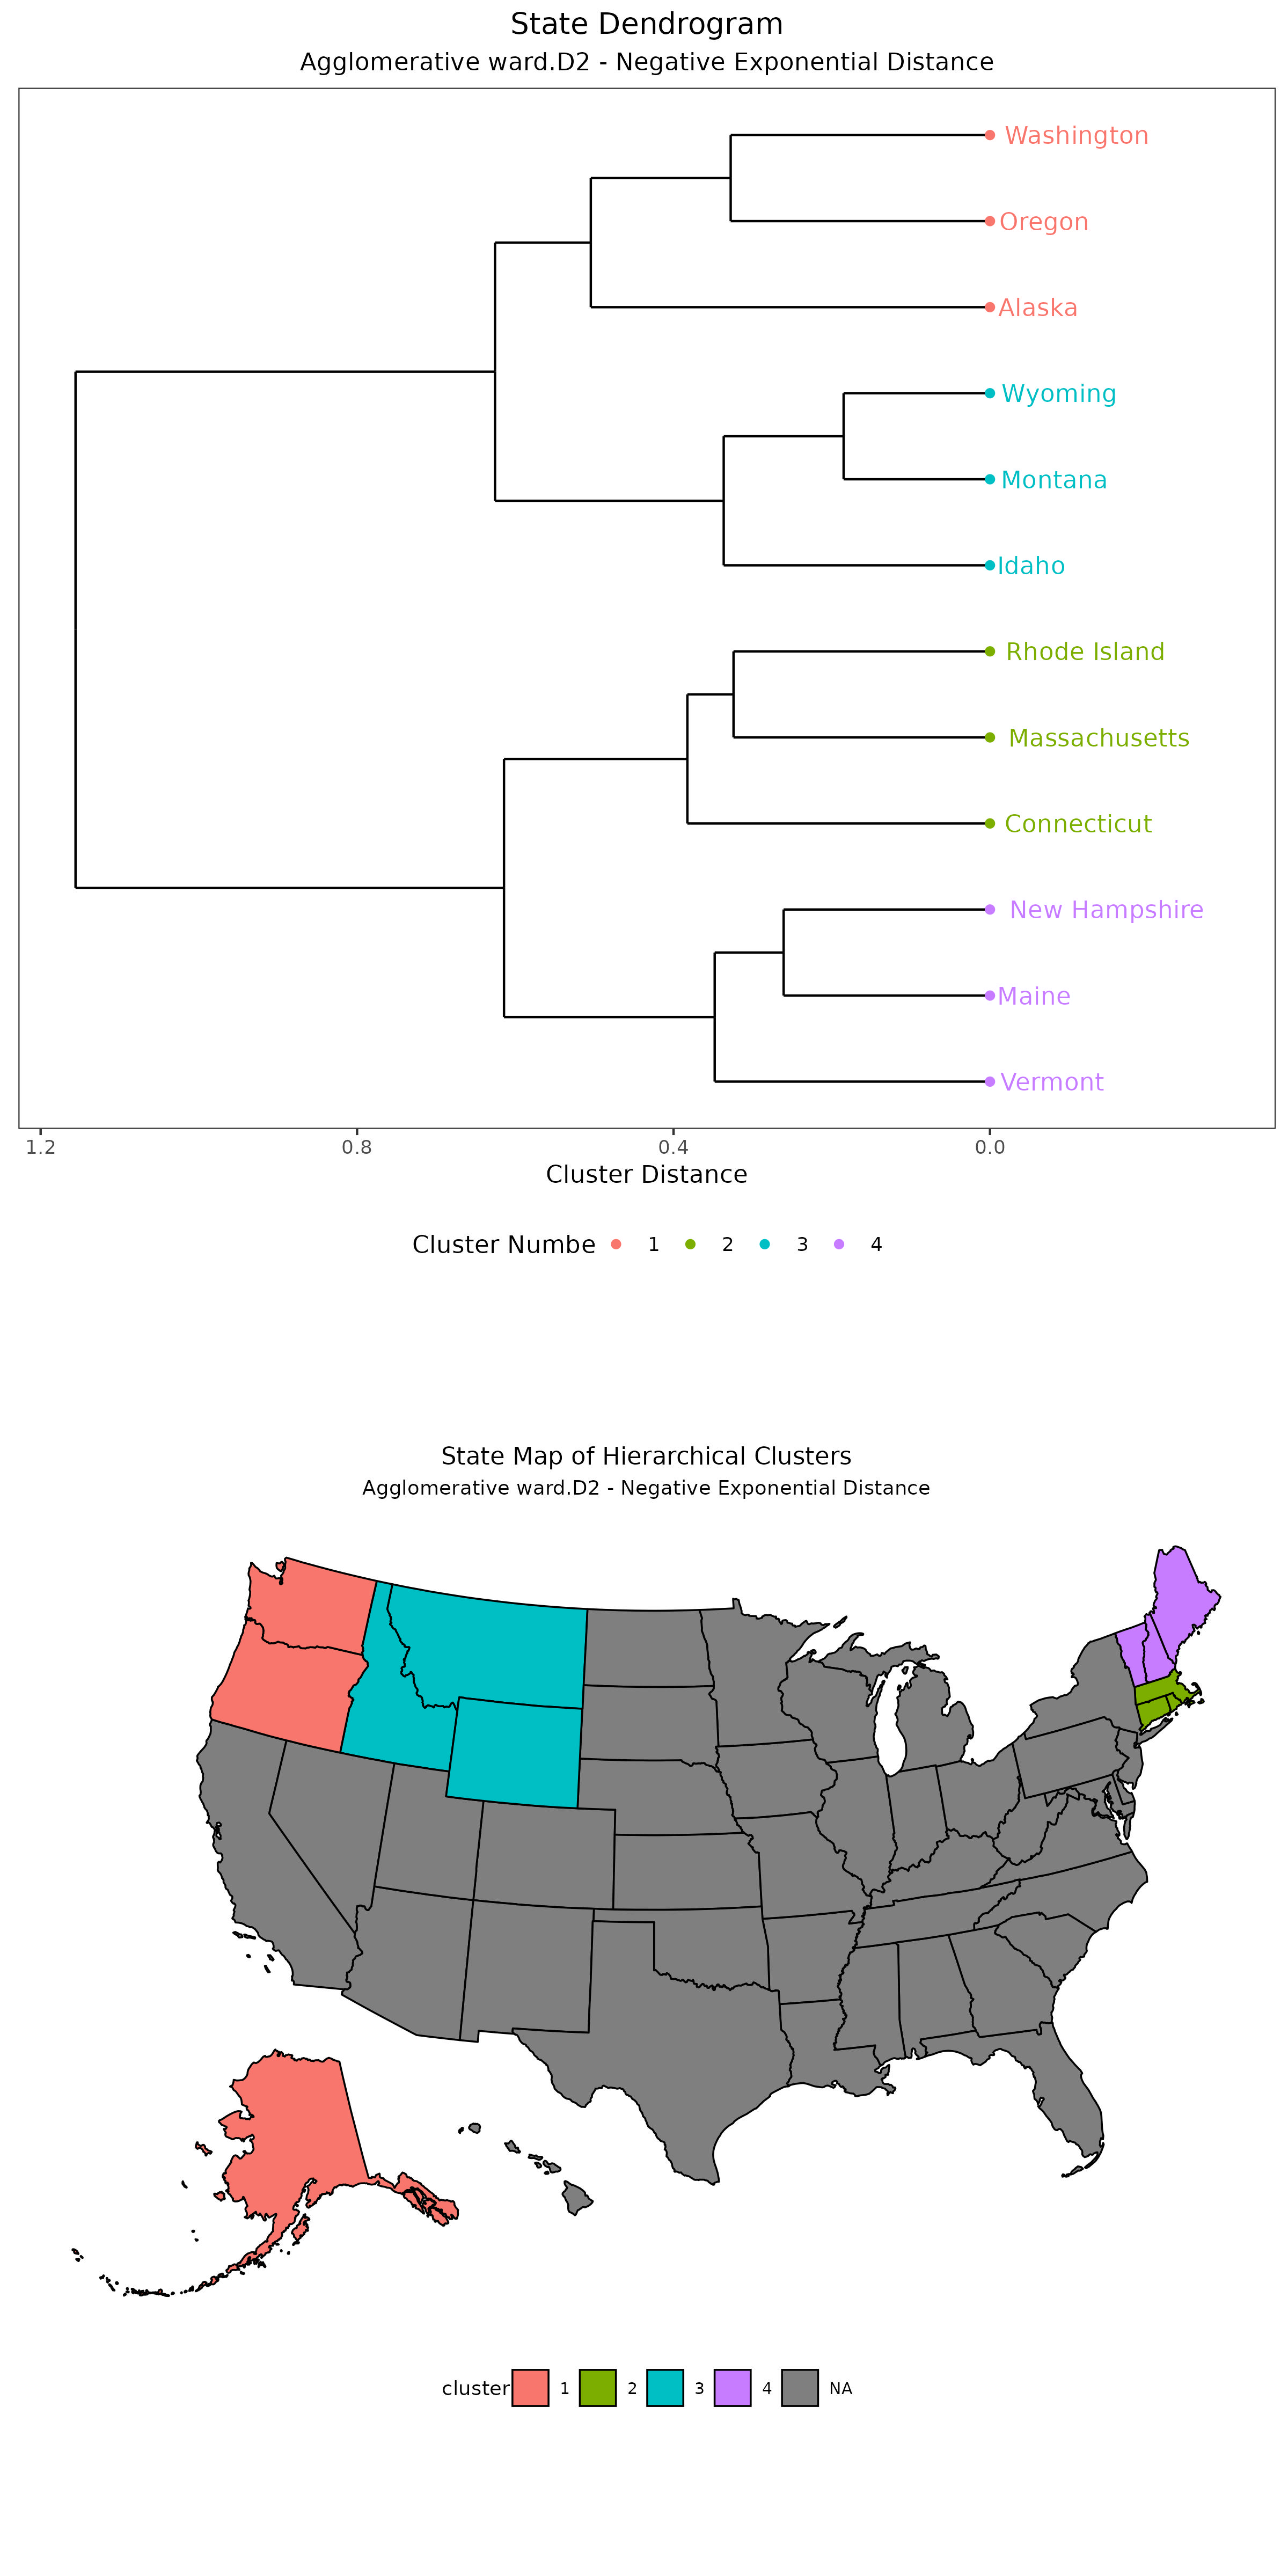 State Dendrogram
Agglomerative ward.D2 - Negative Exponential Distance
Washington
Oregon
Alaska
Wyoming
Montana
Idaho
Rhode Island
Massachusetts
Connecticut
New Hampshire
Maine
Vermont
1.2 0.8 0.4 0.0
Cluster Distance
Cluster Numbe 1 2 3 4
State Map of Hierarchical Clusters
Agglomerative ward.D2 - Negative Exponential Distance
cluster 1 2 3 4 NA